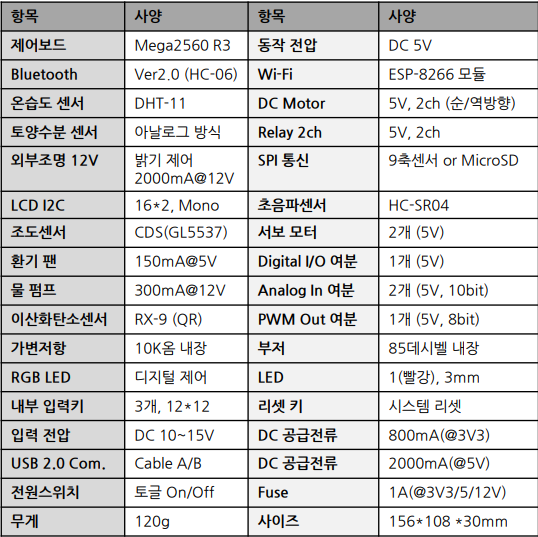 항목 사양 항목 사양
제어보드 Mega2560 R3 동작 전압 DC 5V
Bluetooth Ver2.0 (HC-06) Wi-Fi ESP-8266 모듈
온습도 센서 DHT-11 DC Motor 5V, 2ch (순/역방향)
토양수분 센서 아날로그 방식 Relay 2ch 5V, 2ch
외부조명 12V 밝기 제어 SPI 통신 9축센서 or MicroSD
2000mA@12V
LCD I2C 16*2, Mono 초음파센서 HC-SR04
조도센서 CDS(GL5537) 서보 모터 2개 (5V)
환기 팬 150mA@5V Digital I/O 여분 1개 (5V)
물 펌프 300mA@12V Analog In 여분 2개 (5V, 10bit)
이산화탄소센서 RX-9 (QR) PWM Out 여분 1개 (5V, 8bit)
가변저항 10K옴 내장 부저 85데시벨 내장
RGB LED 디지털 제어 LED 1(빨강), 3mm
내부 입력키 3개, 12*12 리셋 키 시스템 리셋
입력 전압 DC 10~15V DC 공급전류 800mA(@3V3)
USB 2.0 Com. Cable A/B DC 공급전류 2000mA(@5V)
전원스위치 토글 On/Off Fuse 1A(@3V3/5/12V)
무게 120g 사이즈 156*108 *30mm